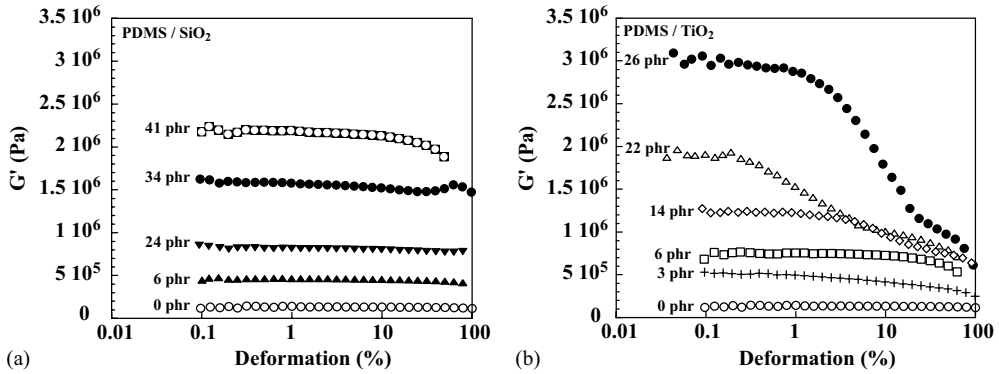 3.5 10⁶
3 10⁶
2.5 10⁶
2 10⁶
1.5 10⁶
1 10⁶
5 10⁵
0
G' (Pa)
PDMS / SiO₂
41 phr
34 phr
24 phr
6 phr
0 phr
0.01 0.1 1 10 100
(a) Deformation (%)
3.5 10⁶
3 10⁶
2.5 10⁶
2 10⁶
1.5 10⁶
1 10⁶
5 10⁵
0
G' (Pa)
PDMS / TiO₂
26 phr
22 phr
14 phr
6 phr
3 phr
0 phr
0.01 0.1 1 10 100
(b) Deformation (%)